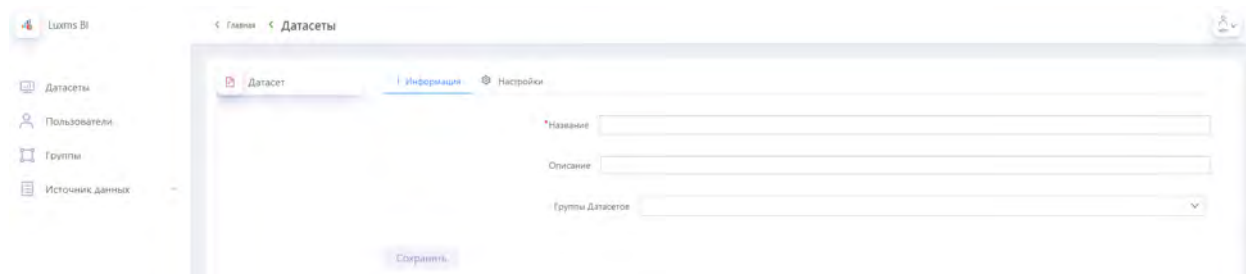 Luxms BI
Главная Датасеты
Датасеты
Пользователи
Группы
Источник данных
Датасет
Информация Настройки
*Название
Описание
Группы Датасетов
Сохранить